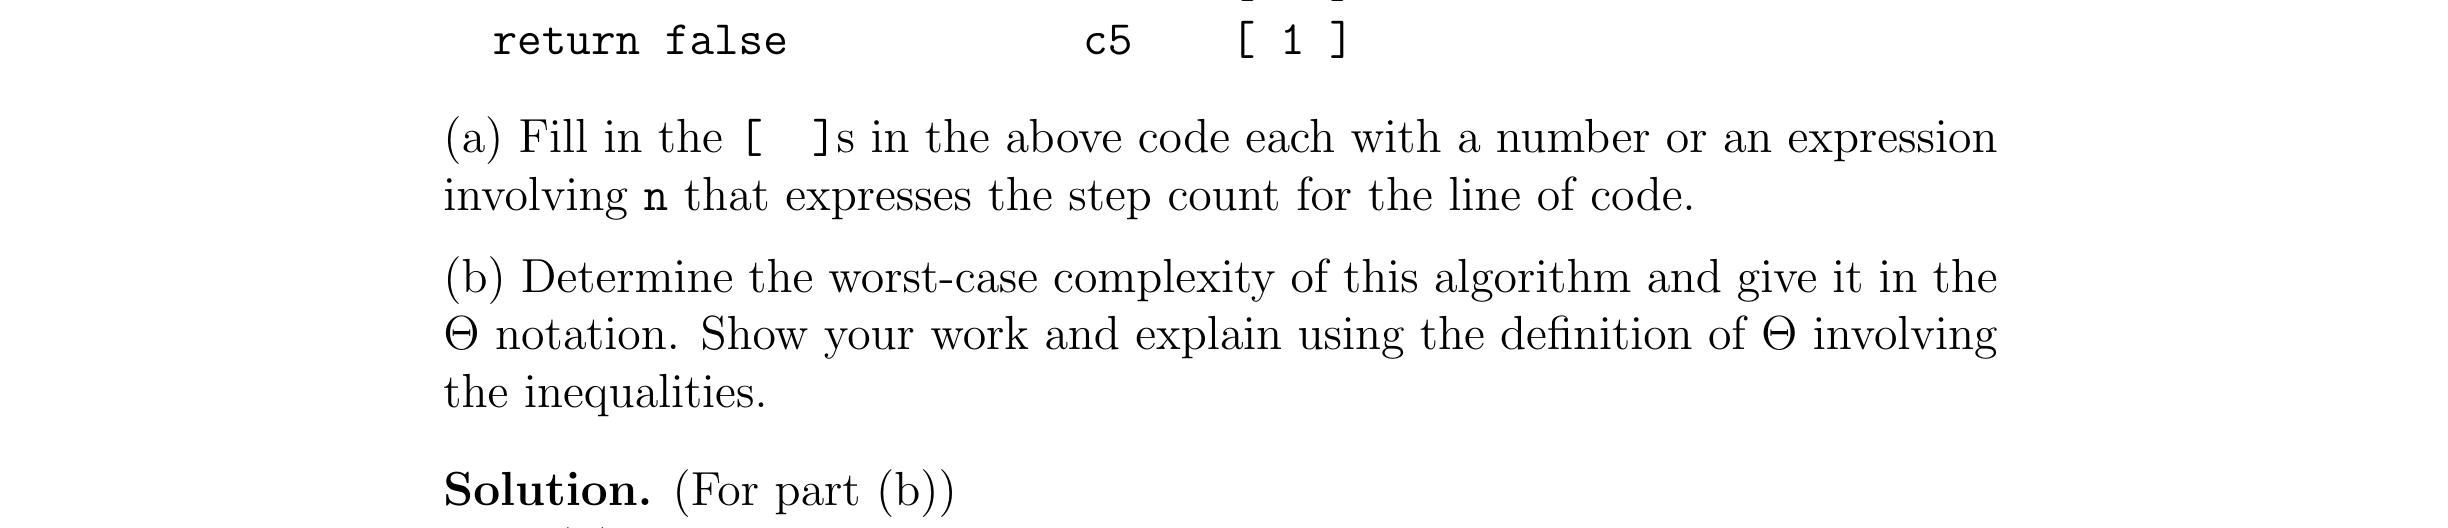 return false c5 [ 1 ]
(a) Fill in the [ ]s in the above code each with a number or an expression
involving n that expresses the step count for the line of code.
(b) Determine the worst-case complexity of this algorithm and give it in the
Θ notation. Show your work and explain using the definition of Θ involving
the inequalities.
Solution. (For part (b))